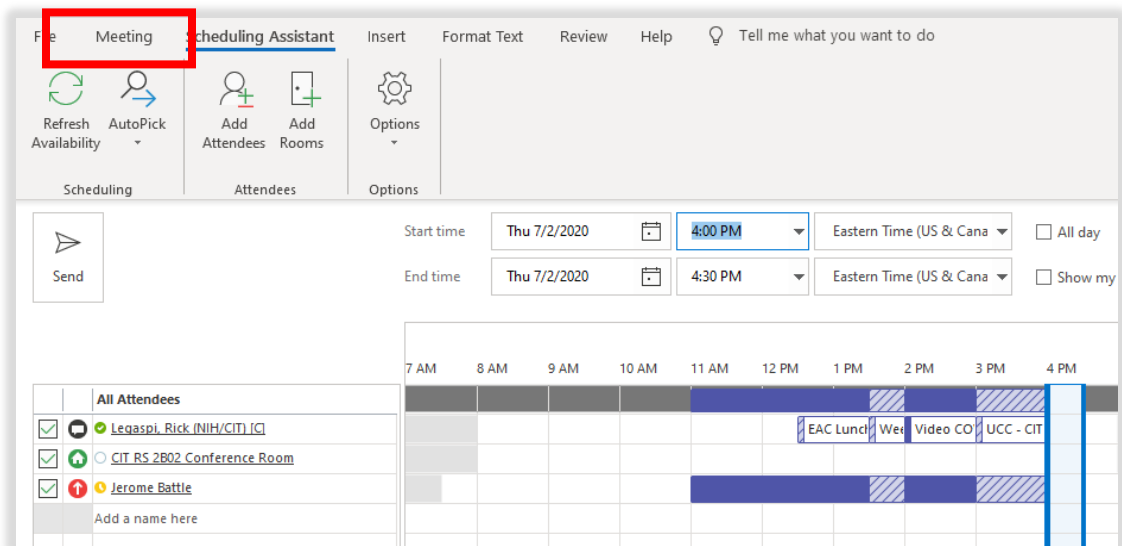 File Meeting Scheduling Assistant Insert Format Text Review Help Tell me what you want to do
Refresh Availability AutoPick Add Attendees Add Rooms Options
Scheduling Attendees Options
Send
Start time Thu 7/2/2020 4:00 PM Eastern Time (US & Cana All day
End time Thu 7/2/2020 4:30 PM Eastern Time (US & Cana Show my
7 AM 8 AM 9 AM 10 AM 11 AM 12 PM 1 PM 2 PM 3 PM 4 PM
All Attendees
Legaspi, Rick (NIH/CIT) [C] EAC Lunch Wee Video CO UCC - CIT
CIT RS 2B02 Conference Room
Jerome Battle
Add a name here